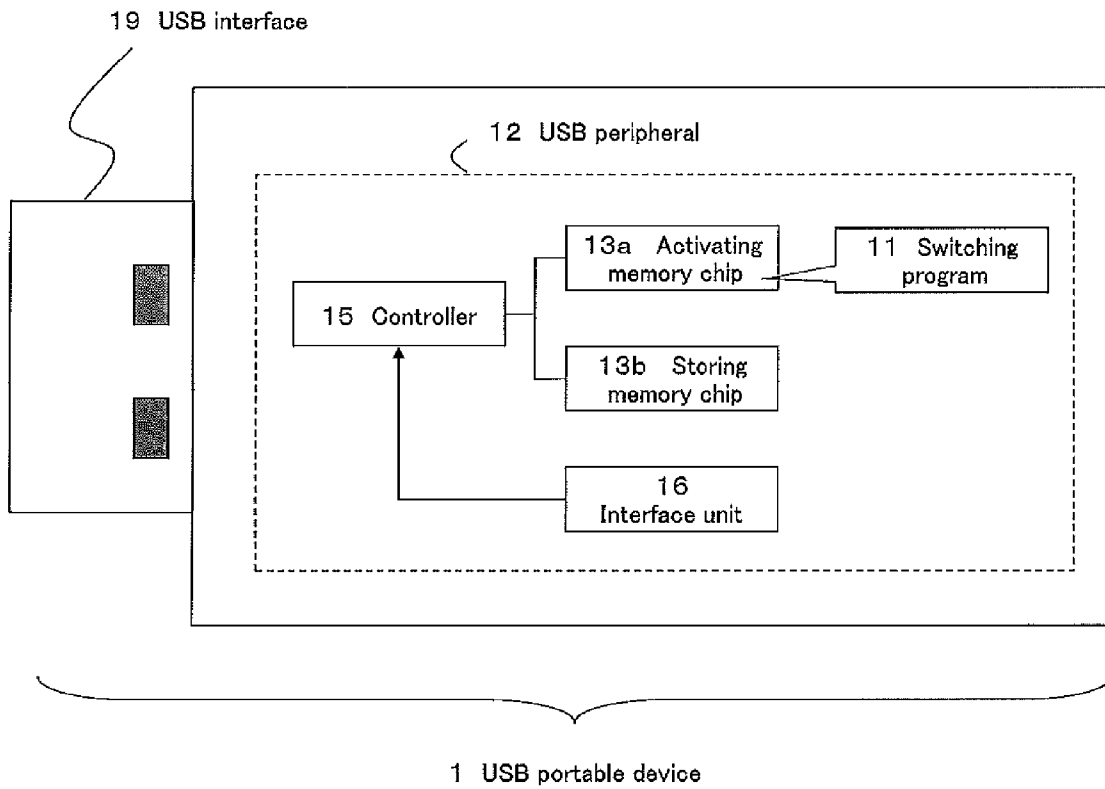 19 USB interface
12 USB peripheral
13a Activating
memory chip
11 Switching
program
15 Controller
13b Storing
memory chip
16
Interface unit
1 USB portable device